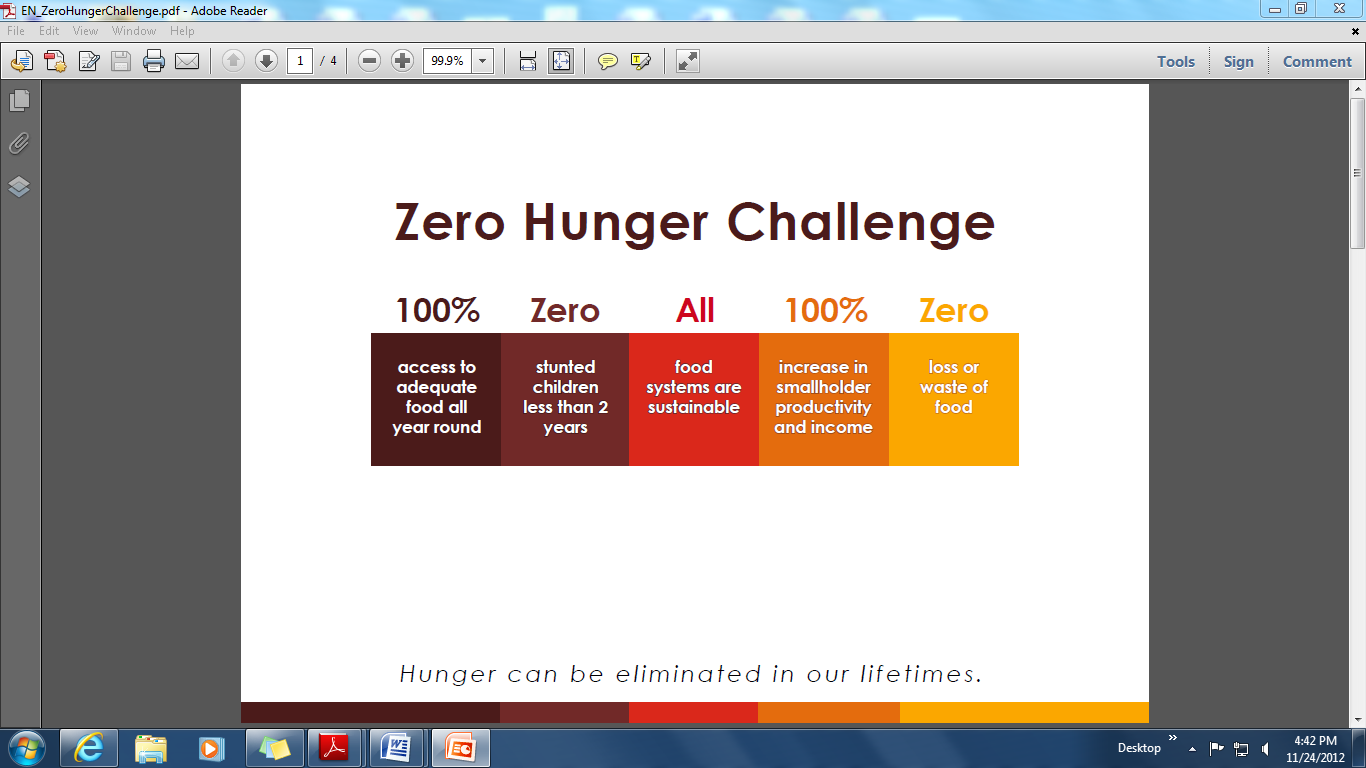 EN_ZeroHungerChallenge.pdf - Adobe Reader
File Edit View Window Help
1 / 4 99.9% Tools Sign Comment
Zero Hunger Challenge
100% Zero All 100% Zero
access to
adequate
food all
year round
stunted
children
less than 2
years
food
systems are
sustainable
increase in
smallholder
productivity
and income
loss or
waste of
food
Hunger can be eliminated in our lifetimes.
Desktop
4:42 PM
11/24/2012